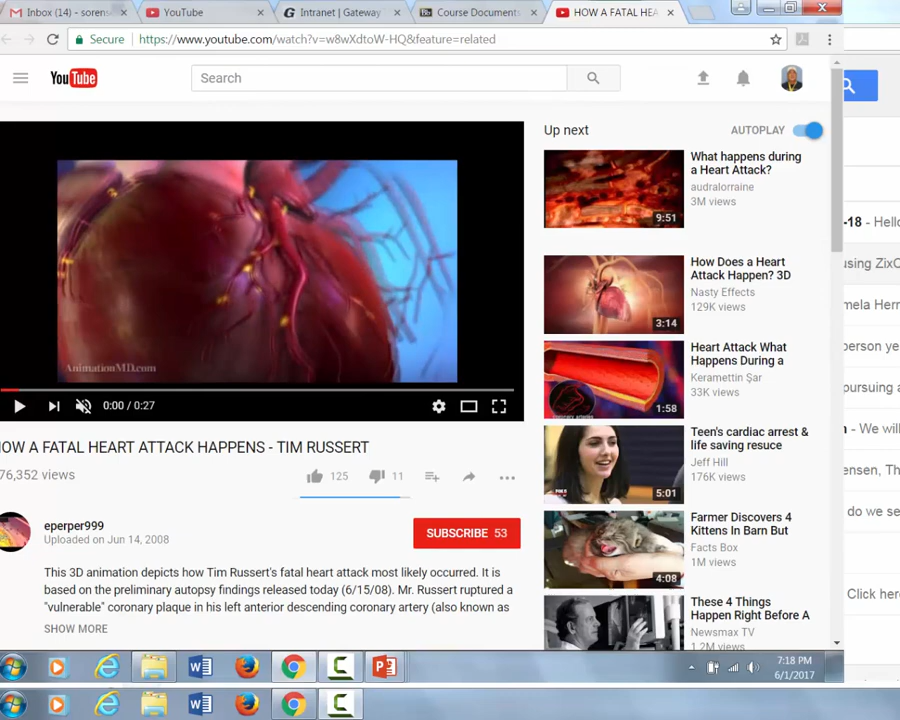 Inbox (14) - sorens
YouTube
Intranet | Gateway
Course Documents
HOW A FATAL HEA
Secure
https://www.youtube.com/watch?v=w8wXdtoW-HQ&feature=related
YouTube
Search
Up next
AUTOPLAY
What happens during
a Heart Attack?
audralorraine
3M views
9:51
How Does a Heart
Attack Happen? 3D
Nasty Effects
129K views
3:14
Heart Attack What
Happens During a
Keramettin Şar
33K views
1:58
Teen's cardiac arrest &
life saving resuce
Jeff Hill
176K views
5:01
Farmer Discovers 4
Kittens In Barn But
Facts Box
1M views
4:08
These 4 Things
Happen Right Before A
Newsmax TV
1.2M views
AnimationMD.com
0:00 / 0:27
HOW A FATAL HEART ATTACK HAPPENS - TIM RUSSERT
76,352 views
125
11
eperper999
Uploaded on Jun 14, 2008
SUBSCRIBE 53
This 3D animation depicts how Tim Russert's fatal heart attack most likely occurred. It is
based on the preliminary autopsy findings released today (6/15/08). Mr. Russert ruptured a
"vulnerable" coronary plaque in his left anterior descending coronary artery (also known as
SHOW MORE
-18 - Hello
using ZixC
mela Herr
person ye
pursuing a
n - We will
ensen, Th
do we se
Click here
7:18 PM
6/1/2017